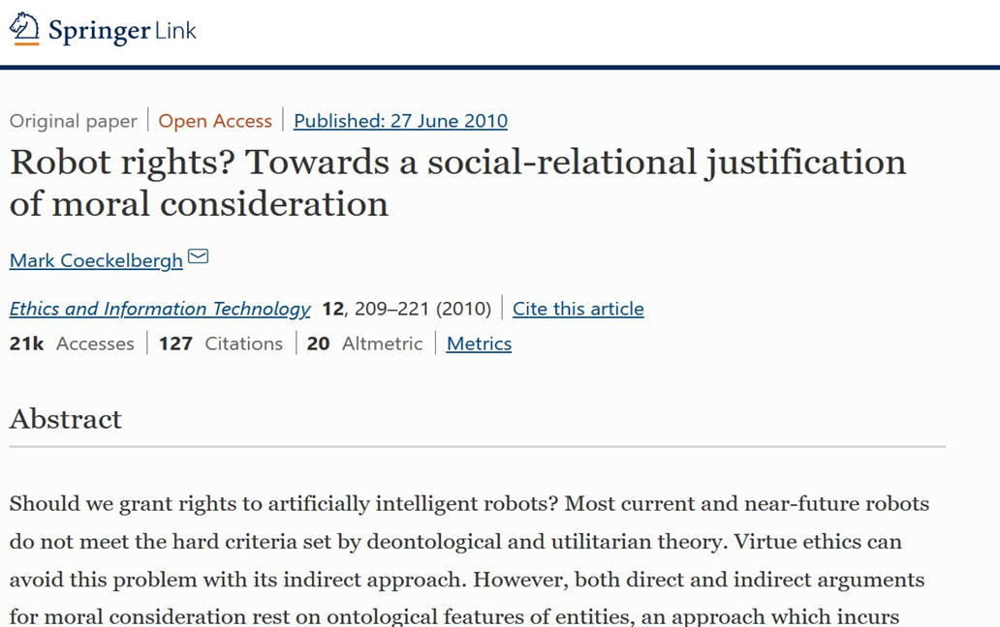 Springer Link
Original paper | Open Access | Published: 27 June 2010
Robot rights? Towards a social-relational justification
of moral consideration
Mark Coeckelbergh
Ethics and Information Technology 12, 209–221 (2010) | Cite this article
21k Accesses | 127 Citations | 20 Altmetric | Metrics
Abstract
Should we grant rights to artificially intelligent robots? Most current and near-future robots
do not meet the hard criteria set by deontological and utilitarian theory. Virtue ethics can
avoid this problem with its indirect approach. However, both direct and indirect arguments
for moral consideration rest on ontological features of entities, an approach which incurs